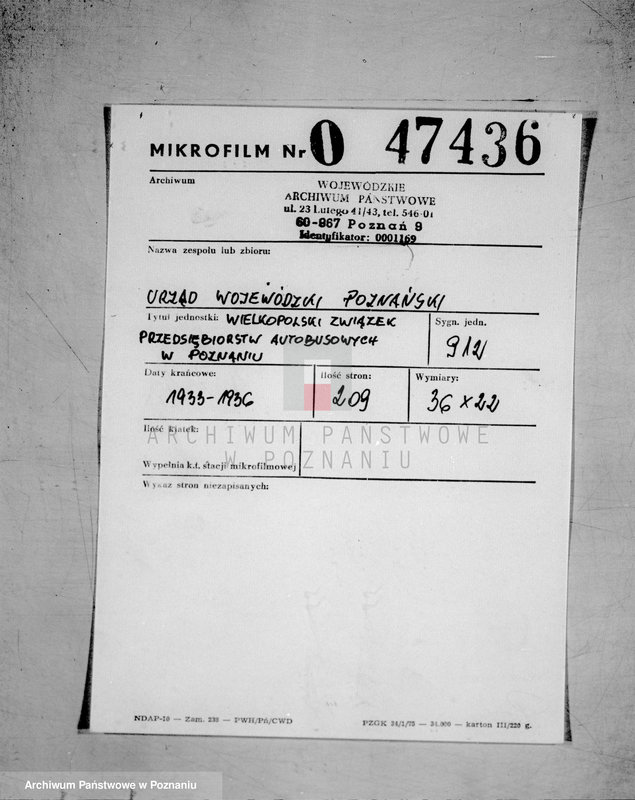 MIKROFILM Nr O 47436
Archiwum
WOJEWÓDZKIE
ARCHIWUM PAŃSTWOWE
ul. 23 Lutego 41/43, tel. 546-01
60-967 Poznań 9
Identyfikator: 0001169
Nazwa zespołu lub zbioru:
URZĄD WOJEWÓDZKI POZNAŃSKI
Tytuł jednostki: WIELKOPOLSKI ZWIĄZEK
PRZEDSIĘBIORSTW AUTOBUSOWYCH
W POZNANIU
Sygn. jedn.
912
Daty krańcowe:
1933-1936
Ilość stron:
209
Wymiary:
36 x 22
Ilość klatek:
ARCHIWUM PAŃSTWOWE
W POZNANIU
Wypełnia k.t. stacji mikrofilmowej
Wykaz stron niezapisanych:
NDAP-10 — Zam. 233 — PWH/Pń/CWD
PZGK 34/1/75 — 34.000 — karton III/220 g.
Archiwum Państwowe w Poznaniu